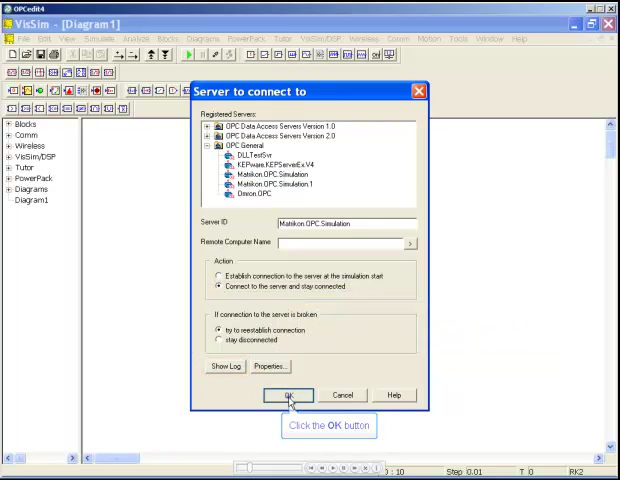 OPCedit4
VisSim - [Diagram1]
File Edit View Simulate Analyze Blocks Diagrams PowerPack Tutor VisSim/DSP Wireless Comm Motion Tools Window Help
Blocks
Comm
Wireless
VisSim/DSP
Tutor
PowerPack
Diagrams
Diagram1
Server to connect to
Registered Servers:
OPC Data Access Servers Version 1.0
OPC Data Access Servers Version 2.0
OPC General
DLLTestSvr
KEPware.KEPServerEx.V4
Matrikon.OPC.Simulation
Matrikon.OPC.Simulation.1
Omron.OPC
Server ID
Matrikon.OPC.Simulation
Remote Computer Name
>
Action
Establish connection to the server at the simulation start
Connect to the server and stay connected
If connection to the server is broken
try to reestablish connection
stay disconnected
Show Log
Properties...
OK
Cancel
Help
Click the OK button
: 10
Step 0.01
T 0
RK2